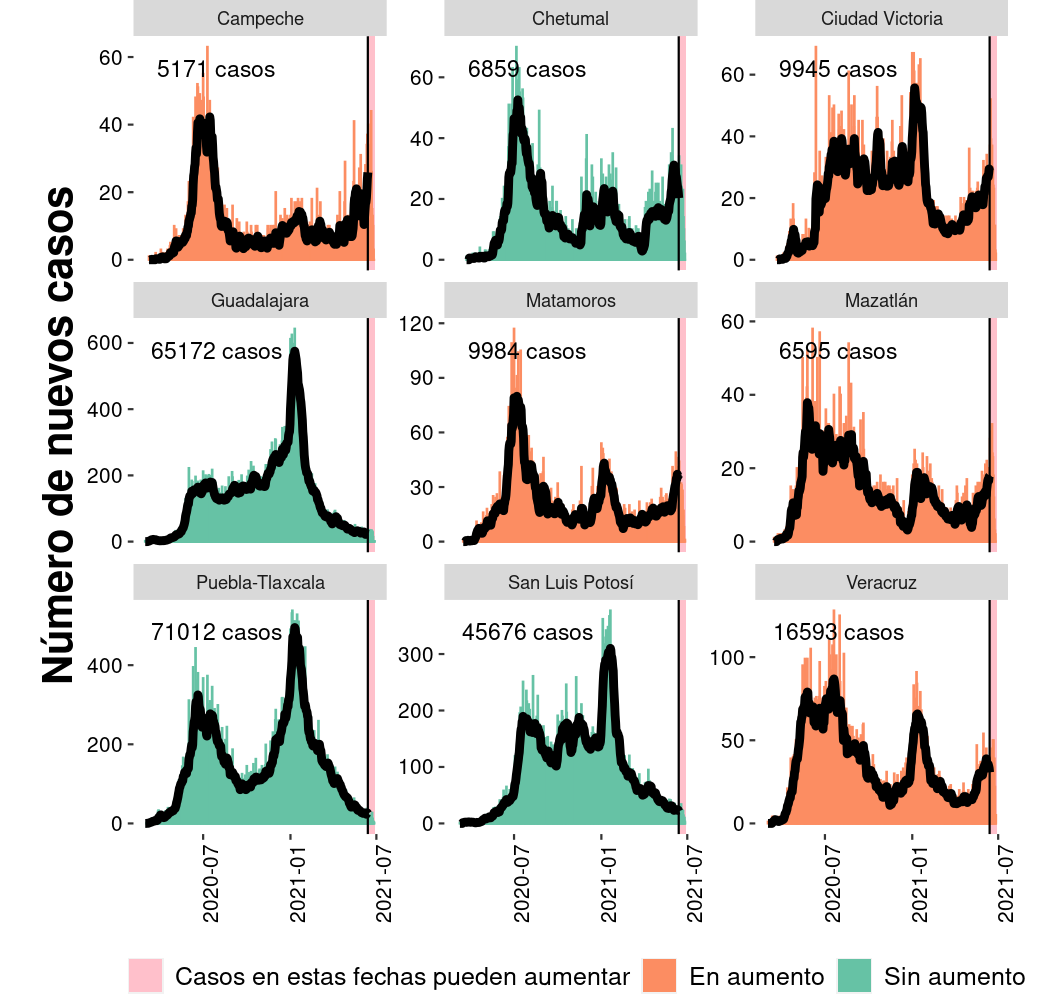 Número de nuevos casos
Campeche
Chetumal
Ciudad Victoria
5171 casos
6859 casos
9945 casos
60
40
20
0
60
40
20
0
60
40
20
0
Guadalajara
Matamoros
Mazatlán
65172 casos
9984 casos
6595 casos
600
400
200
0
120
90
60
30
0
60
40
20
0
Puebla-Tlaxcala
San Luis Potosí
Veracruz
71012 casos
45676 casos
16593 casos
400
200
0
300
200
100
0
100
50
0
2020-07
2021-01
2021-07
2020-07
2021-01
2021-07
2020-07
2021-01
2021-07
Casos en estas fechas pueden aumentar
En aumento
Sin aumento